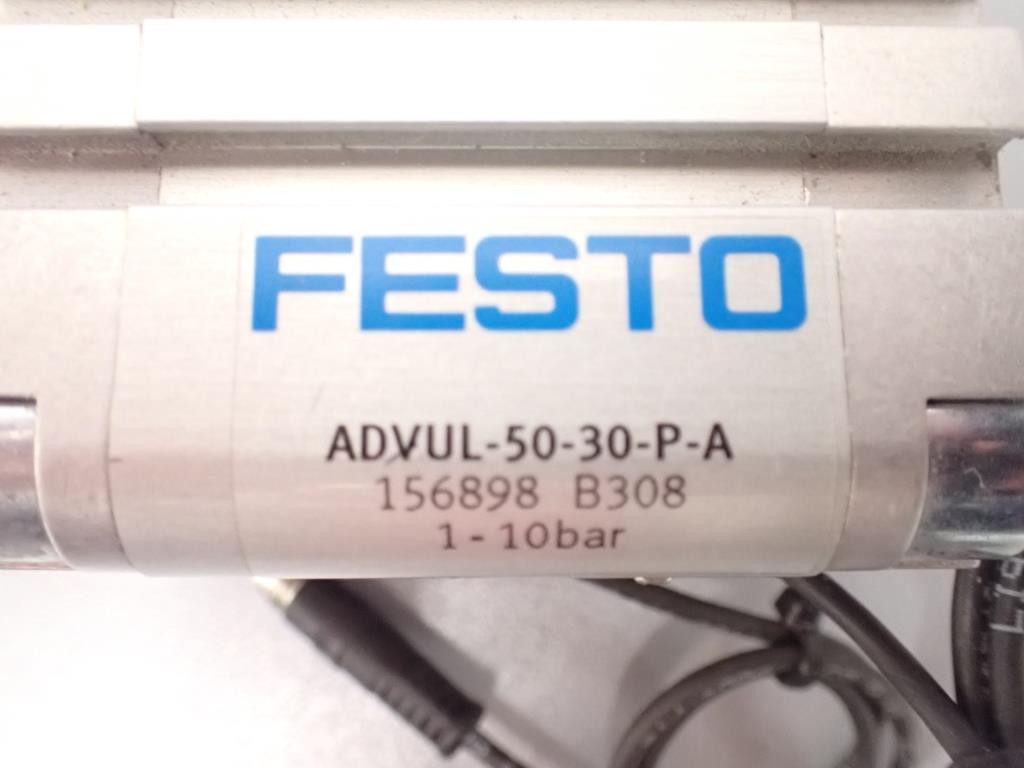 FESTO
ADVUL-50-30-P-A
156898 B308
1-10bar